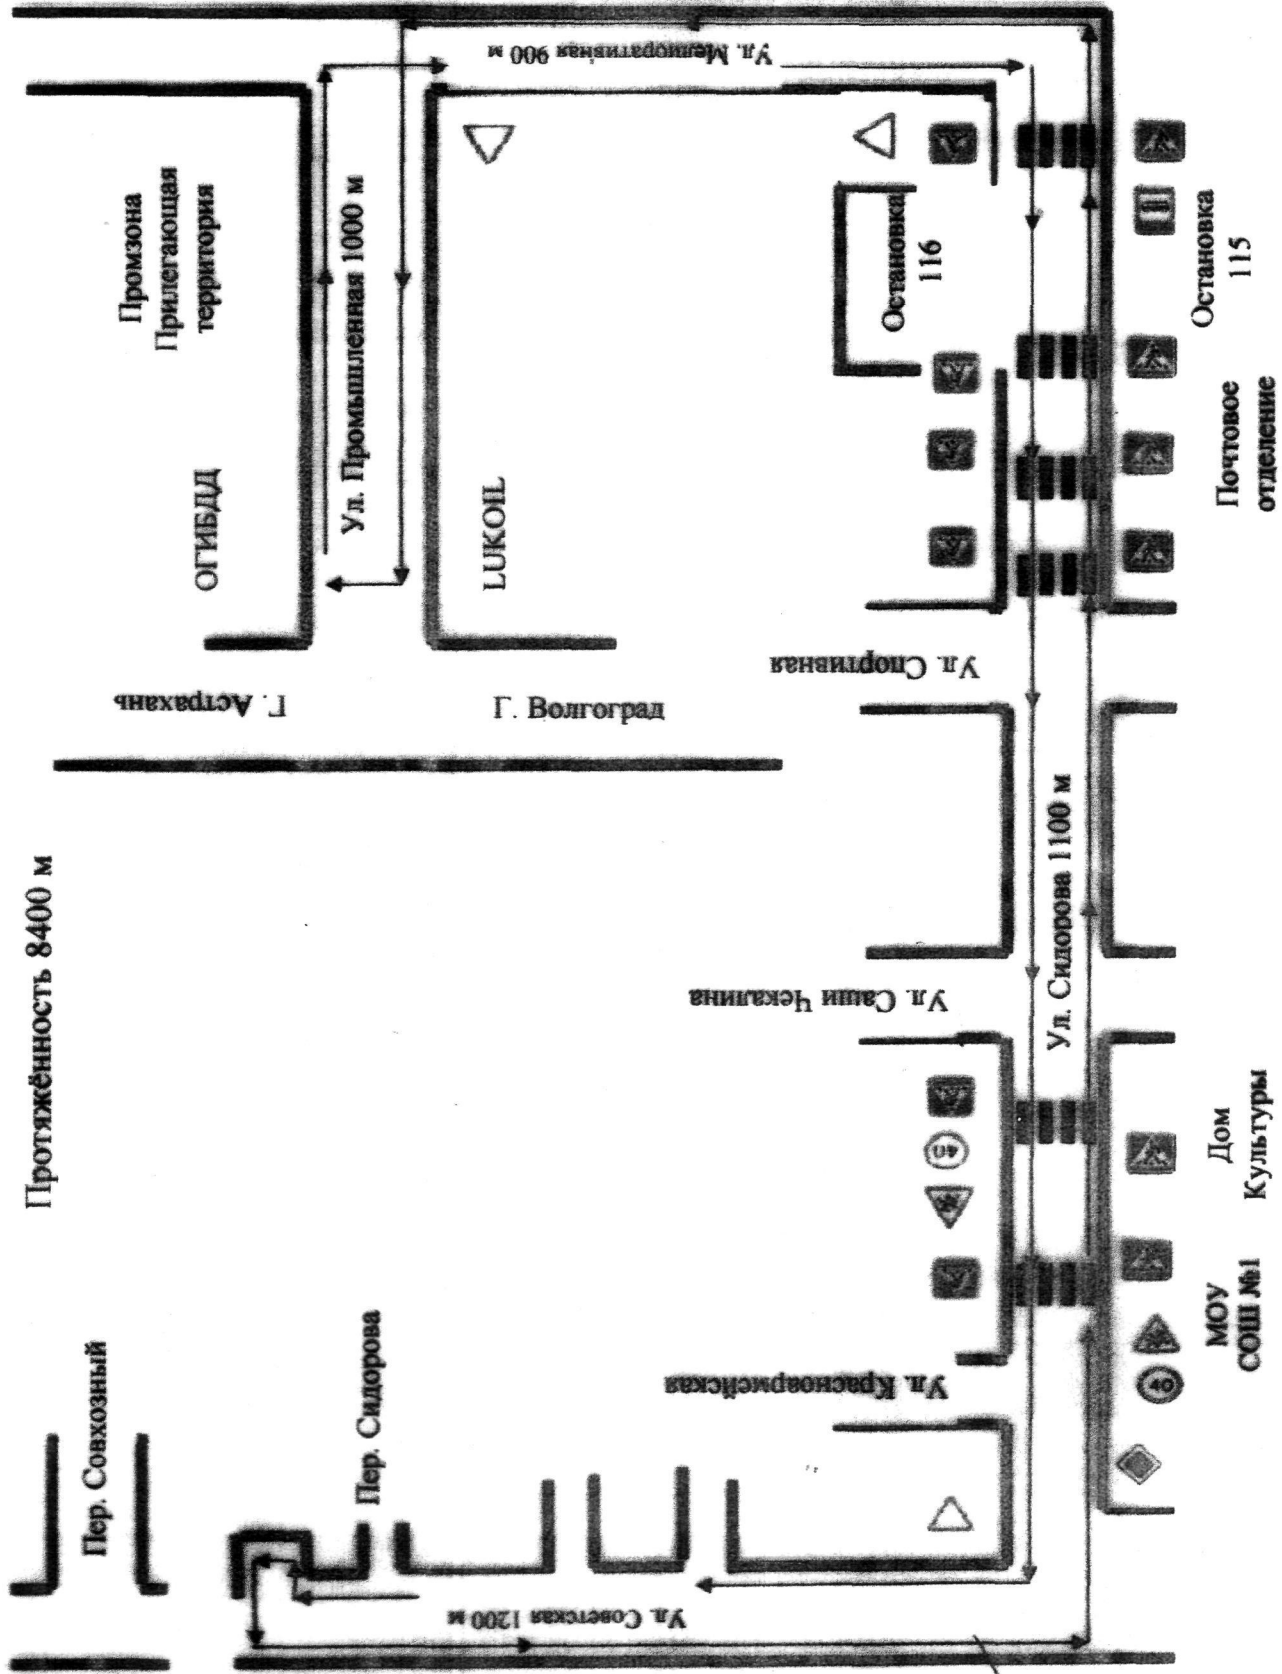 Протяжённость 8400 м
Пер. Совхозный
Пер. Сидорова
Ул. Советская 1200 м
Г. Астрахань
Г. Волгоград
ОГИБДД
LUKOIL
Промзона
Прилегающая
территория
Ул. Промышленная 1000 м
Ул. Мелиоративная 900 м
Остановка
116
Ул. Красноармейская
Ул. Саши Чекалина
Ул. Спортивная
Ул. Сидорова 1100 м
40
40
МОУ
СОШ №1
Дом
Культуры
Почтовое
отделение
Остановка
115